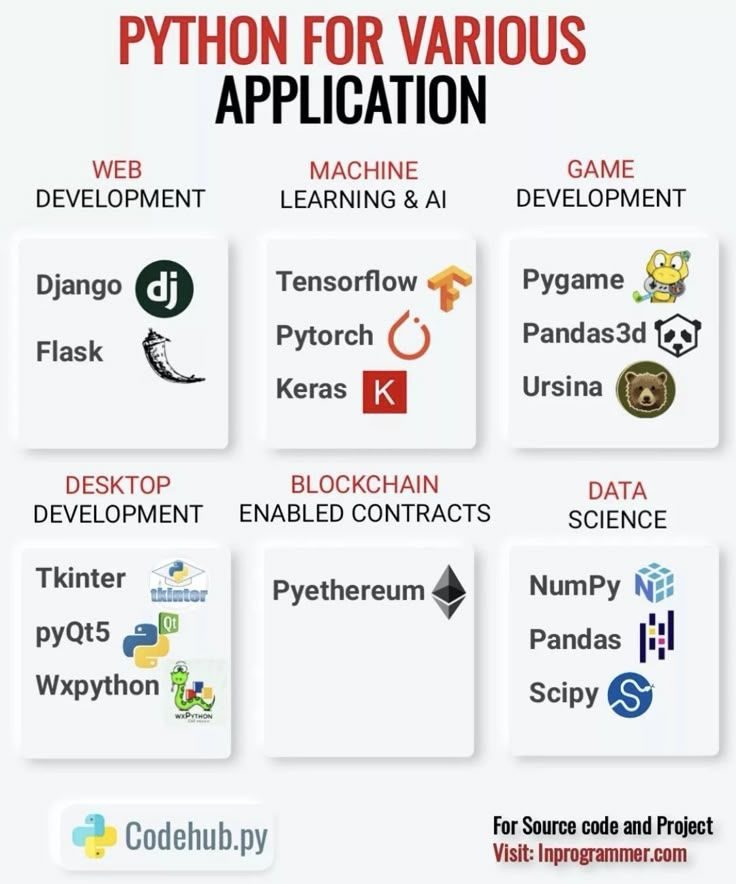 PYTHON FOR VARIOUS
APPLICATION
WEB
DEVELOPMENT
Django
dj
Flask
MACHINE
LEARNING & AI
Tensorflow
Pytorch
Keras
K
GAME
DEVELOPMENT
Pygame
Pandas3d
Ursina
DESKTOP
DEVELOPMENT
Tkinter
tkinter
pyQt5
Qt
Wxpython
WXPYTHON
BLOCKCHAIN
ENABLED CONTRACTS
Pyethereum
DATA
SCIENCE
NumPy
Pandas
Scipy
Codehub.py
For Source code and Project
Visit: Inprogrammer.com